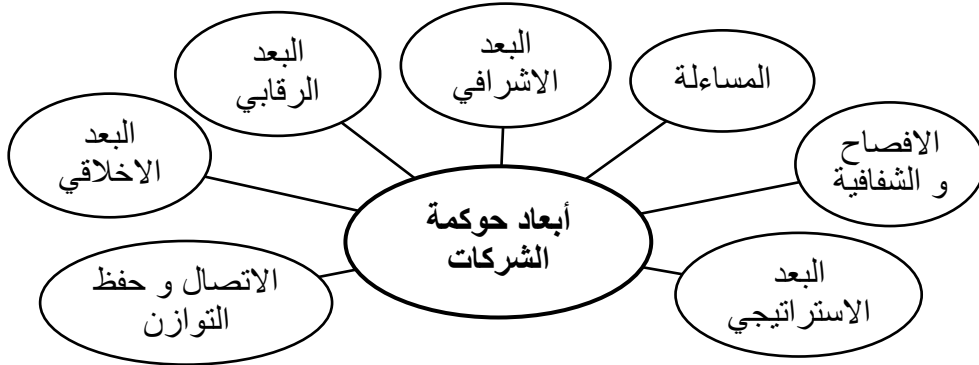 البعد
الاشرافي
البعد
الرقابي
المساءلة
البعد
الاخلاقي
الافصاح
و الشفافية
أبعاد حوكمة
الشركات
الاتصال و حفظ
التوازن
البعد
الاستراتيجي